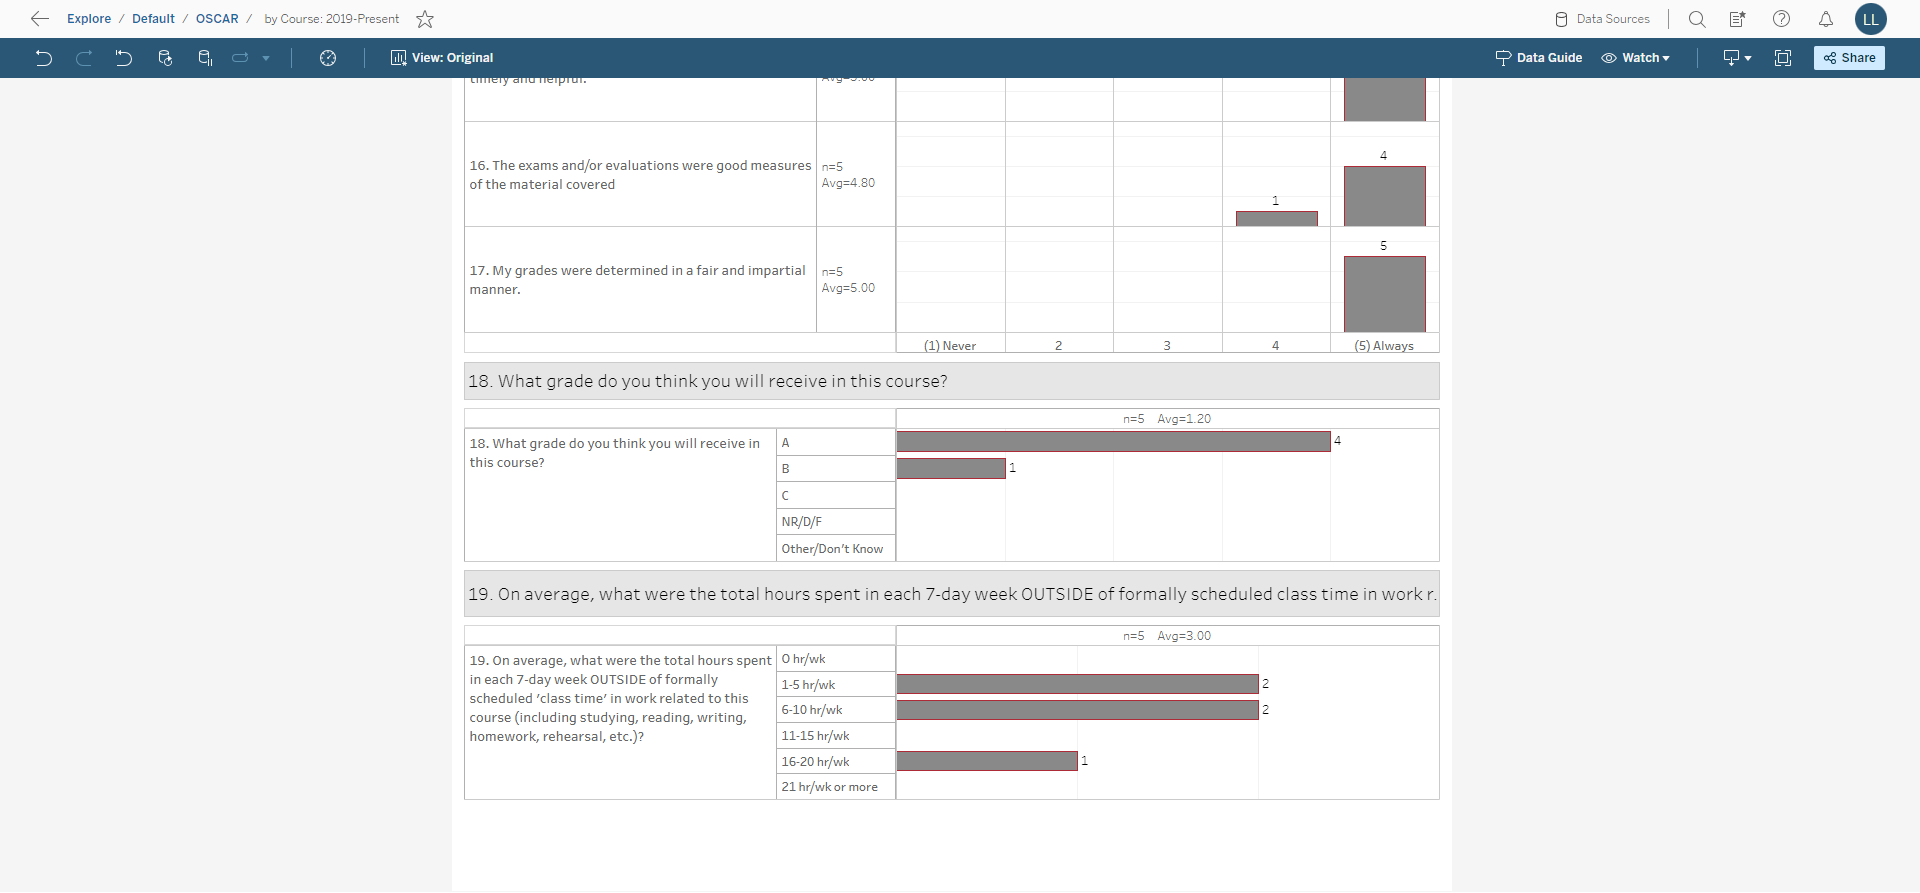 Explore / Default / OSCAR / by Course: 2019-Present
Data Sources
LL
View: Original
Data Guide
Watch
Share
timely and helpful.
Avg=5.00
16. The exams and/or evaluations were good measures
of the material covered
n=5
Avg=4.80
1
4
17. My grades were determined in a fair and impartial
manner.
n=5
Avg=5.00
5
(1) Never 2 3 4 (5) Always
18. What grade do you think you will receive in this course?
n=5 Avg=1.20
18. What grade do you think you will receive in
this course?
A 4
B 1
C
NR/D/F
Other/Don't Know
19. On average, what were the total hours spent in each 7-day week OUTSIDE of formally scheduled class time in work r.
n=5 Avg=3.00
19. On average, what were the total hours spent
in each 7-day week OUTSIDE of formally
scheduled ‘class time’ in work related to this
course (including studying, reading, writing,
homework, rehearsal, etc.)?
0 hr/wk
1-5 hr/wk 2
6-10 hr/wk 2
11-15 hr/wk
16-20 hr/wk 1
21 hr/wk or more